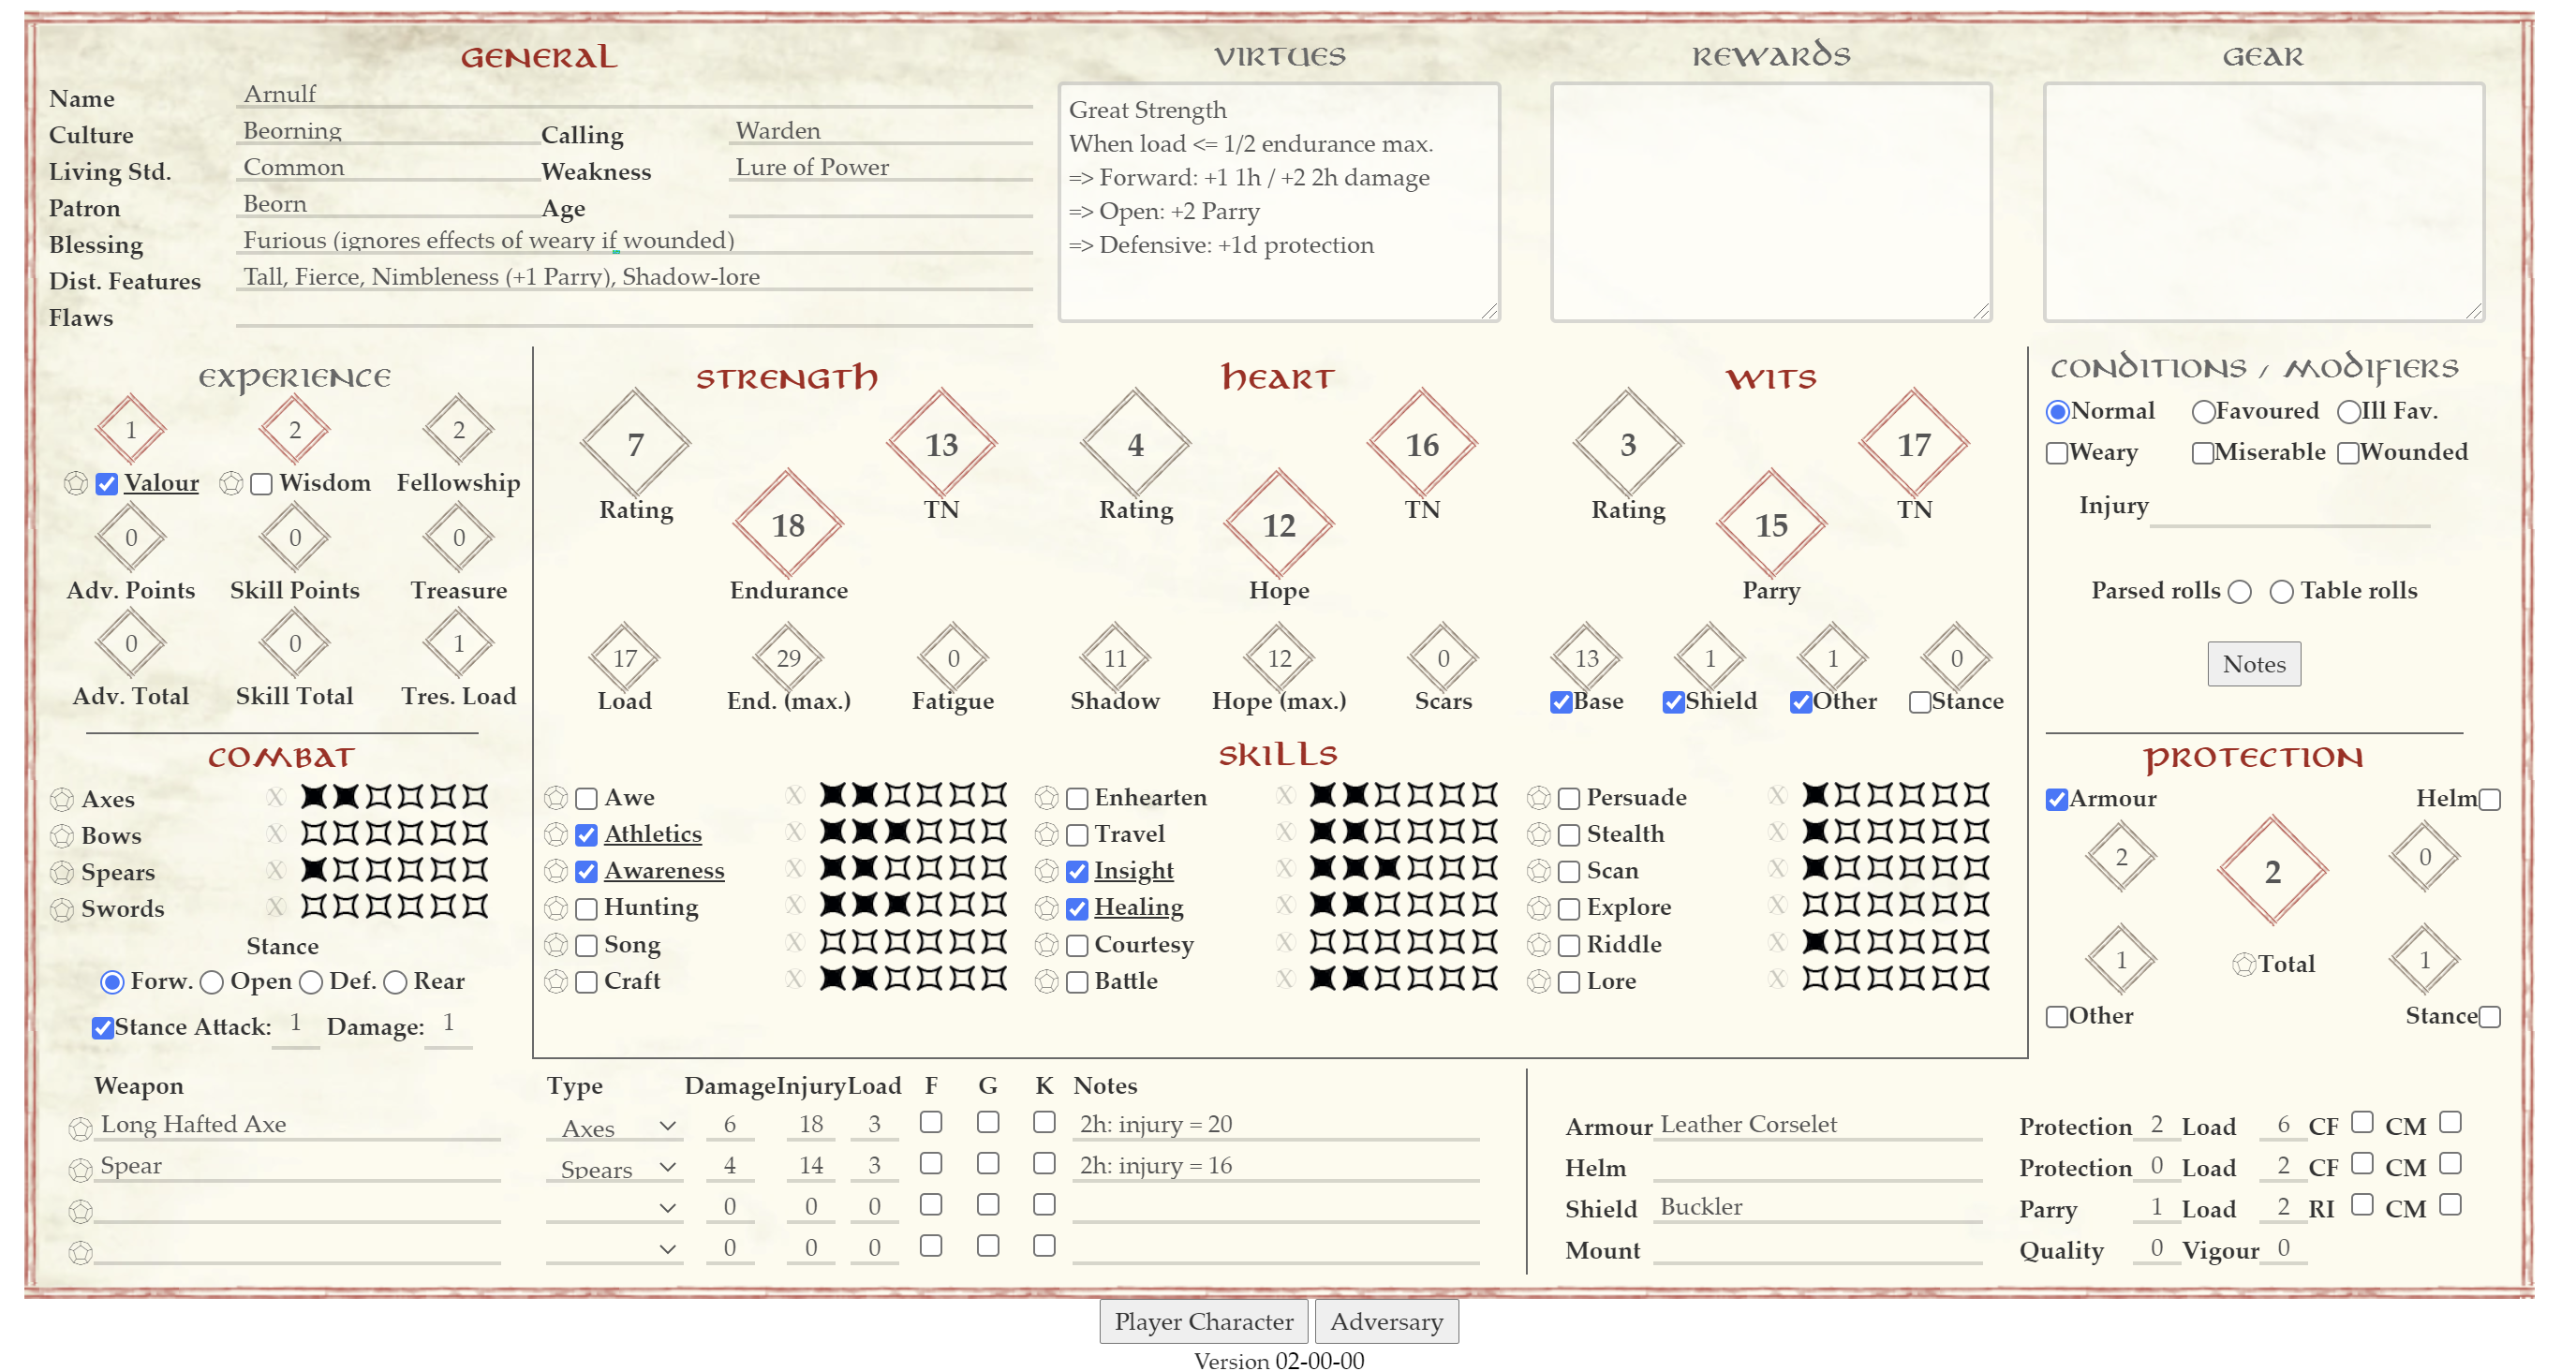 GENERAL
Name Arnulf
Culture Beorning Calling Warden
Living Std. Common Weakness Lure of Power
Patron Beorn Age
Blessing Furious (ignores effects of weary if wounded)
Dist. Features Tall, Fierce, Nimbleness (+1 Parry), Shadow-lore
Flaws
VIRTUES
Great Strength
When load <= 1/2 endurance max.
=> Forward: +1 1h / +2 2h damage
=> Open: +2 Parry
=> Defensive: +1d protection
REWARDS
GEAR
EXPERIENCE
1 2 2
Valour Wisdom Fellowship
0 0 0
Adv. Points Skill Points Treasure
0 0 1
Adv. Total Skill Total Tres. Load
STRENGTH
7 13
Rating TN
18
Endurance
17 29 0
Load End. (max.) Fatigue
HEART
4 16
Rating TN
12
Hope
11 12 0
Shadow Hope (max.) Scars
WITS
3 17
Rating TN
15
Parry
13 1 1 0
Base Shield Other Stance
CONDITIONS / MODIFIERS
Normal Favoured Ill Fav.
Weary Miserable Wounded
Injury
Parsed rolls Table rolls
Notes
COMBAT
Axes X
Bows X
Spears X
Swords X
Stance
Forw. Open Def. Rear
Stance Attack: 1 Damage: 1
SKILLS
Awe X Enhearten X Persuade X
Athletics X Travel X Stealth X
Awareness X Insight X Scan X
Hunting X Healing X Explore X
Song X Courtesy X Riddle X
Craft X Battle X Lore X
PROTECTION
Armour Helm
2 2 0
1 Total 1
Other Stance
Weapon Type Damage Injury Load F G K Notes
Long Hafted Axe Axes 6 18 3 2h: injury = 20
Spear Spears 4 14 3 2h: injury = 16
0 0 0
0 0 0
Armour Leather Corselet Protection 2 Load 6 CF CM
Helm Protection 0 Load 2 CF CM
Shield Buckler Parry 1 Load 2 RI CM
Mount Quality 0 Vigour 0
Player Character Adversary
Version 02-00-00